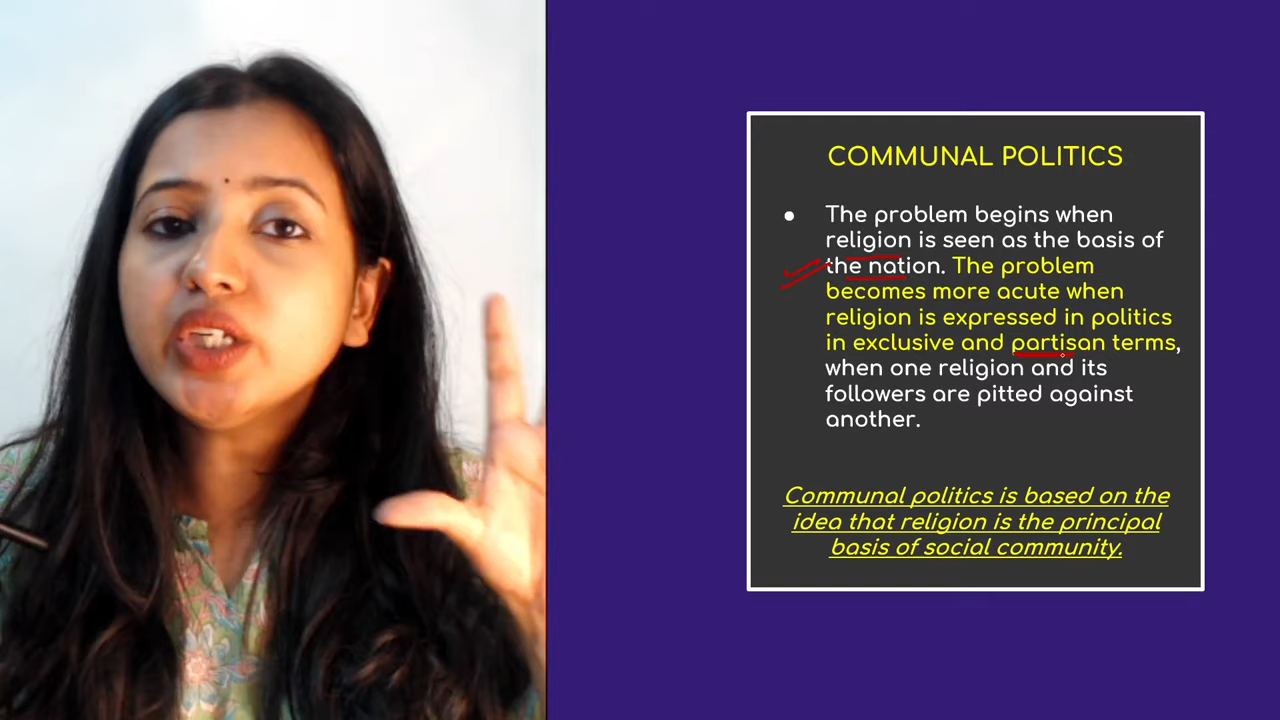 COMMUNAL POLITICS
● The problem begins when
religion is seen as the basis of
the nation. The problem
becomes more acute when
religion is expressed in politics
in exclusive and partisan terms,
when one religion and its
followers are pitted against
another.
Communal politics is based on the
idea that religion is the principal
basis of social community.